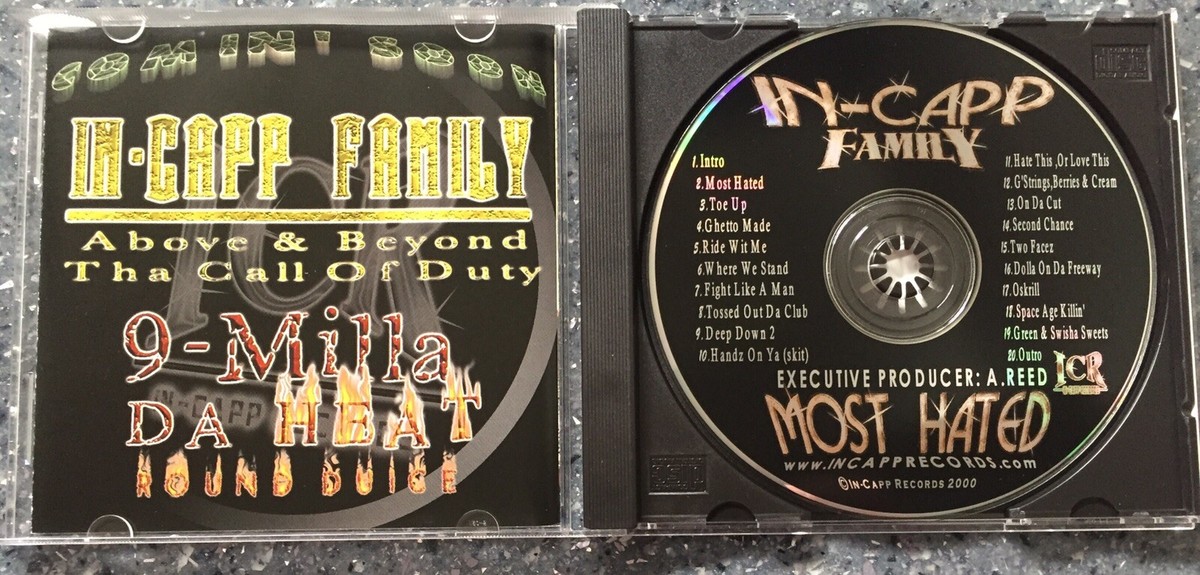 COMIN' SOON
IN-CAPP FAMILY
Above & Beyond
Tha Call Of Duty
9-Milla
DA HEAT
ROUND DUICE
ICR
IN-CAPP
IN-CAPP
FAMILY
1. Intro
2. Most Hated
3. Toe Up
4. Ghetto Made
5. Ride Wit Me
6. Where We Stand
7. Fight Like A Man
8. Tossed Out Da Club
9. Deep Down 2
10. Handz On Ya (skit)
11. Hate This ,Or Love This
12. G'Strings,Berries & Cream
13. On Da Cut
14. Second Chance
15. Two Facez
16. Dolla On Da Freeway
17. Oskrill
18. Space Age Killin'
19. Green & Swisha Sweets
20. Outro
EXECUTIVE PRODUCER: A.REED
ICR
MOST HATED
www.INCAPPRECORDS.com
©IN-CAPP RECORDS 2000